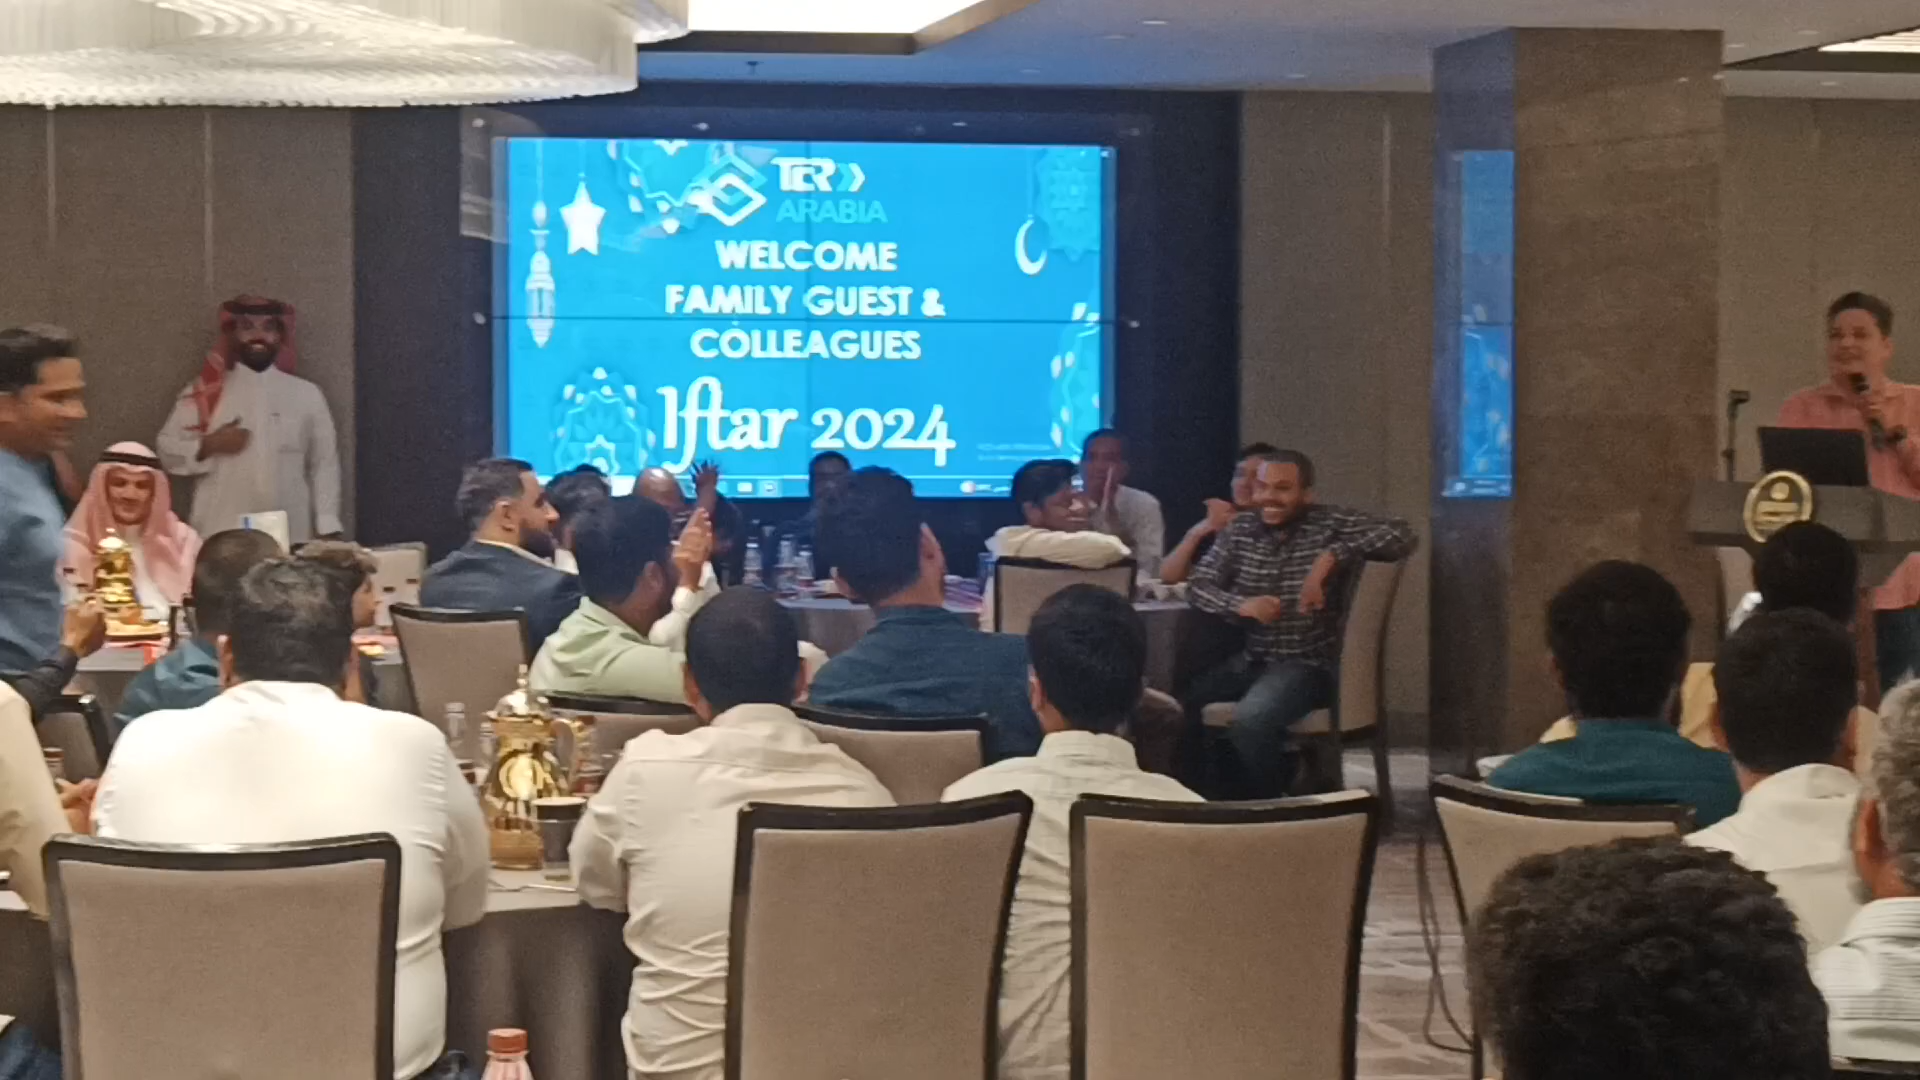 TCR
ARABIA
WELCOME
FAMILY GUEST &
COLLEAGUES
Iftar 2024